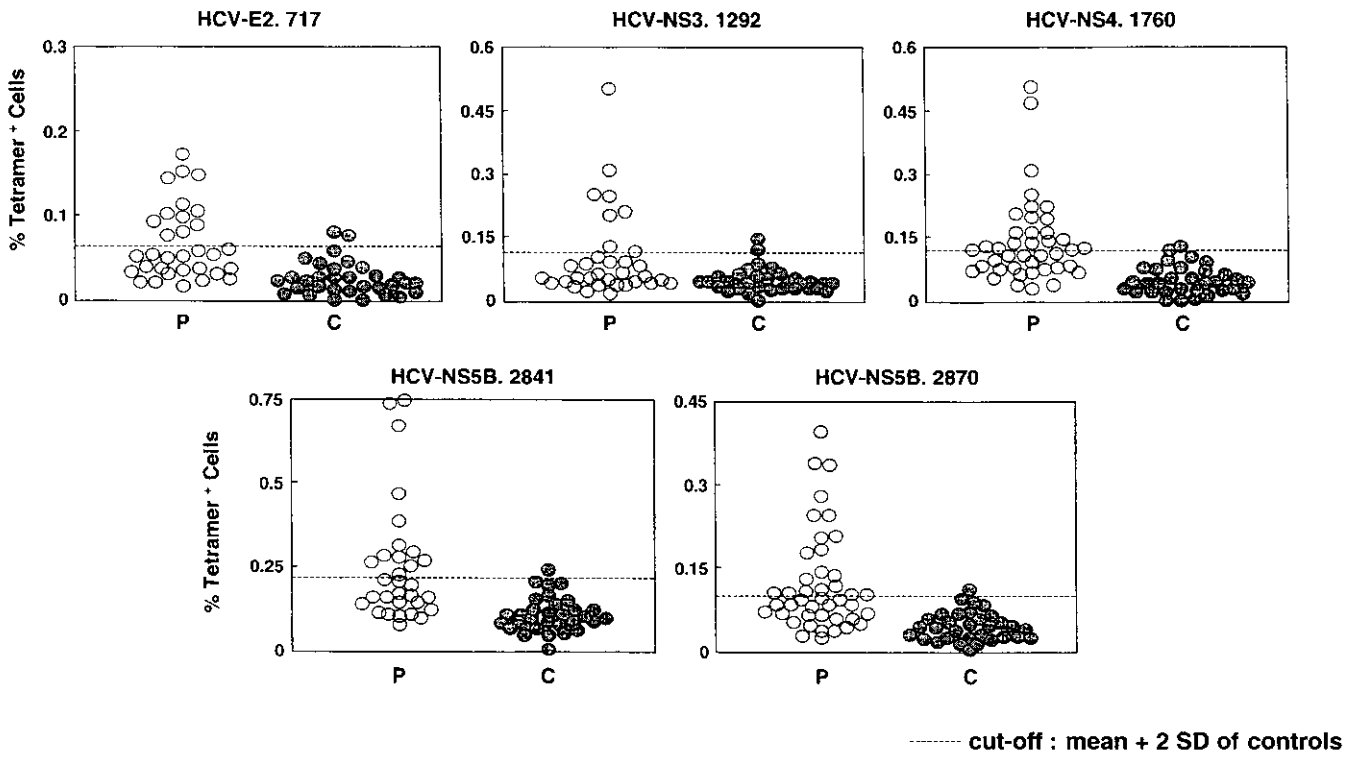 HCV-E2. 717
HCV-NS3. 1292
HCV-NS4. 1760
% Tetramer + Cells
0.3
0.2
0.1
0
P
C
0.6
0.45
0.3
0.15
0
P
C
0.6
0.45
0.3
0.15
0
P
C
HCV-NS5B. 2841
HCV-NS5B. 2870
% Tetramer + Cells
0.75
0.5
0.25
0
P
C
0.45
0.3
0.15
0
P
C
cut-off : mean + 2 SD of controls